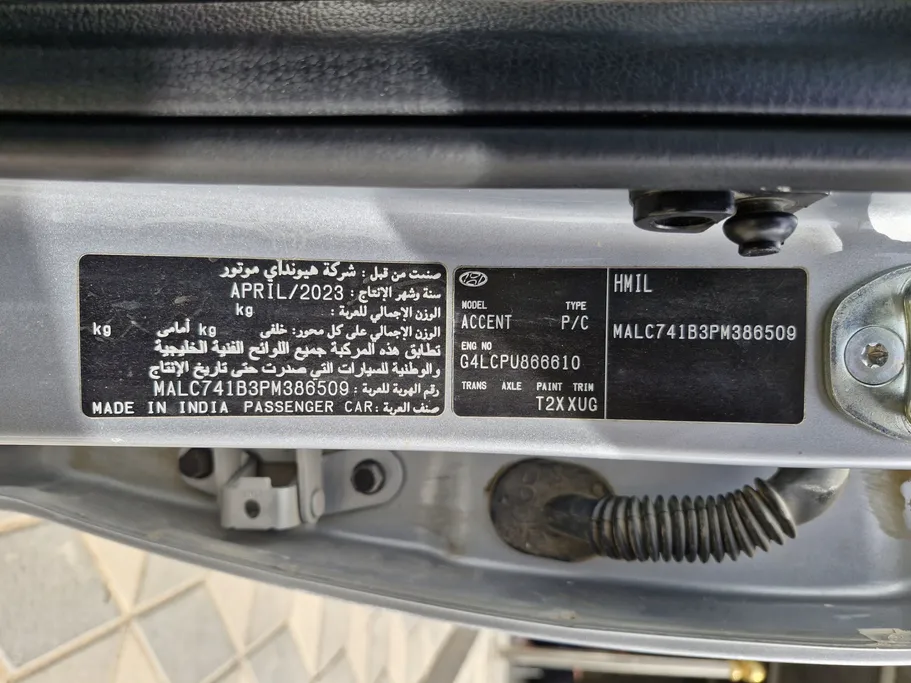 صنعت من قبل : شركة هيونداي موتور
سنة وشهر الإنتاج : APRIL/2023
الوزن الإجمالي للعربة : kg
الوزن الإجمالي على كل محور: خلفي kg أمامي kg
تطابق هذه المركبة جميع اللوائح الفنية الخليجية
والوطنية للسيارات التي صدرت حتى تاريخ الإنتاج
رقم الهوية للعربة : MALC741B3PM386509
صنف العربة: MADE IN INDIA PASSENGER CAR
MODEL TYPE
ACCENT P/C
ENG NO
G4LCPU866610
TRANS AXLE PAINT TRIM
T2X XUG
HMIL
MALC741B3PM386509